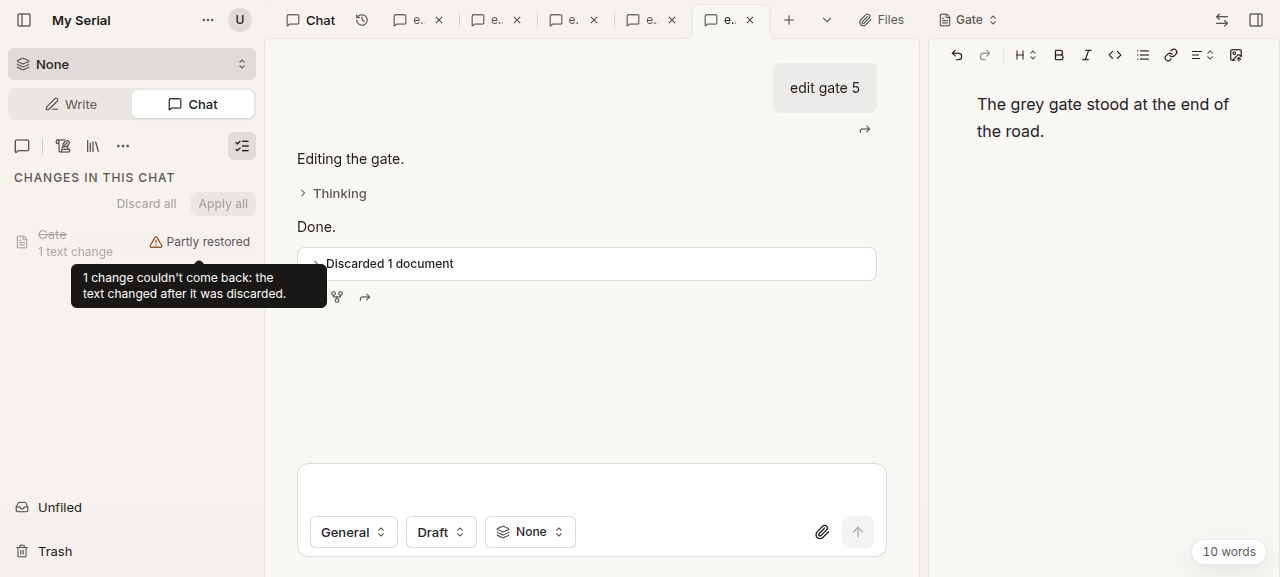 My Serial
U
None
Write
Chat
CHANGES IN THIS CHAT
Discard all
Apply all
Gate
1 text change
Partly restored
1 change couldn't come back: the
text changed after it was discarded.
Unfiled
Trash
Chat
e..
e..
e.
e..
e..
Files
Gate
edit gate 5
Editing the gate.
Thinking
Done.
Discarded 1 document
General
Draft
None
H
B
I
The grey gate stood at the end of
the road.
10 words